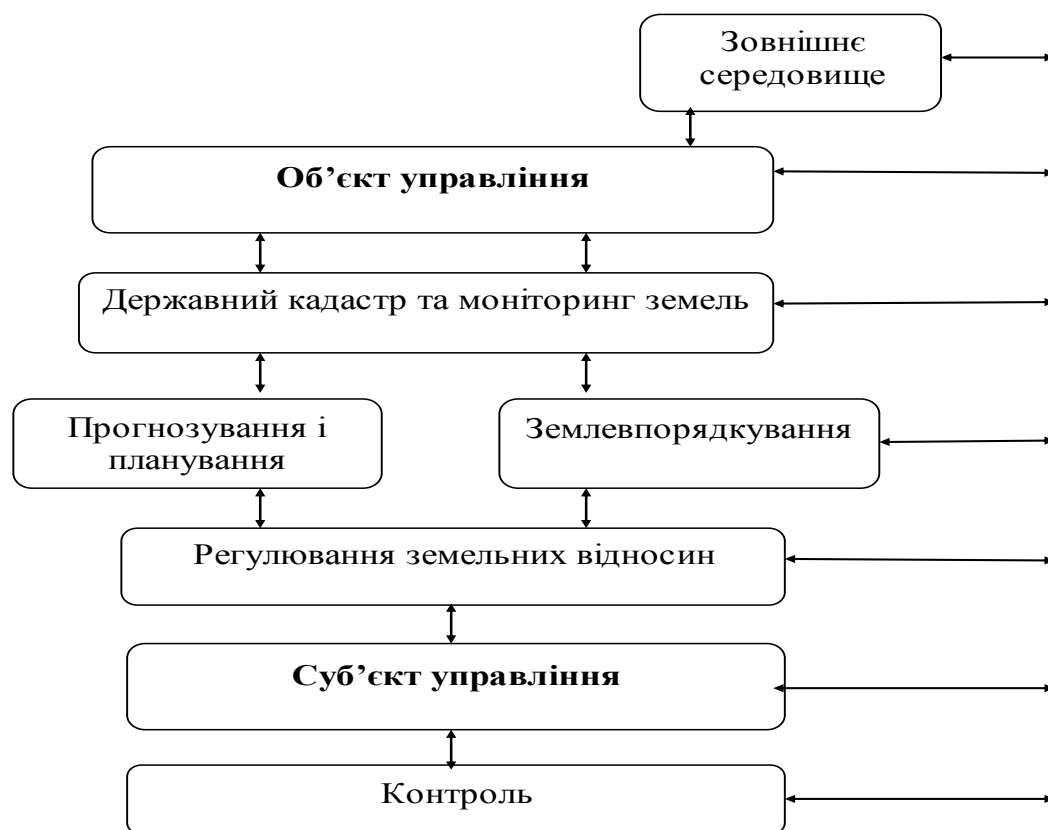 Зовнішнє
середовище
Об’єкт управління
Державний кадастр та моніторинг земель
Прогнозування і
планування
Землевпорядкування
Регулювання земельних відносин
Суб’єкт управління
Контроль